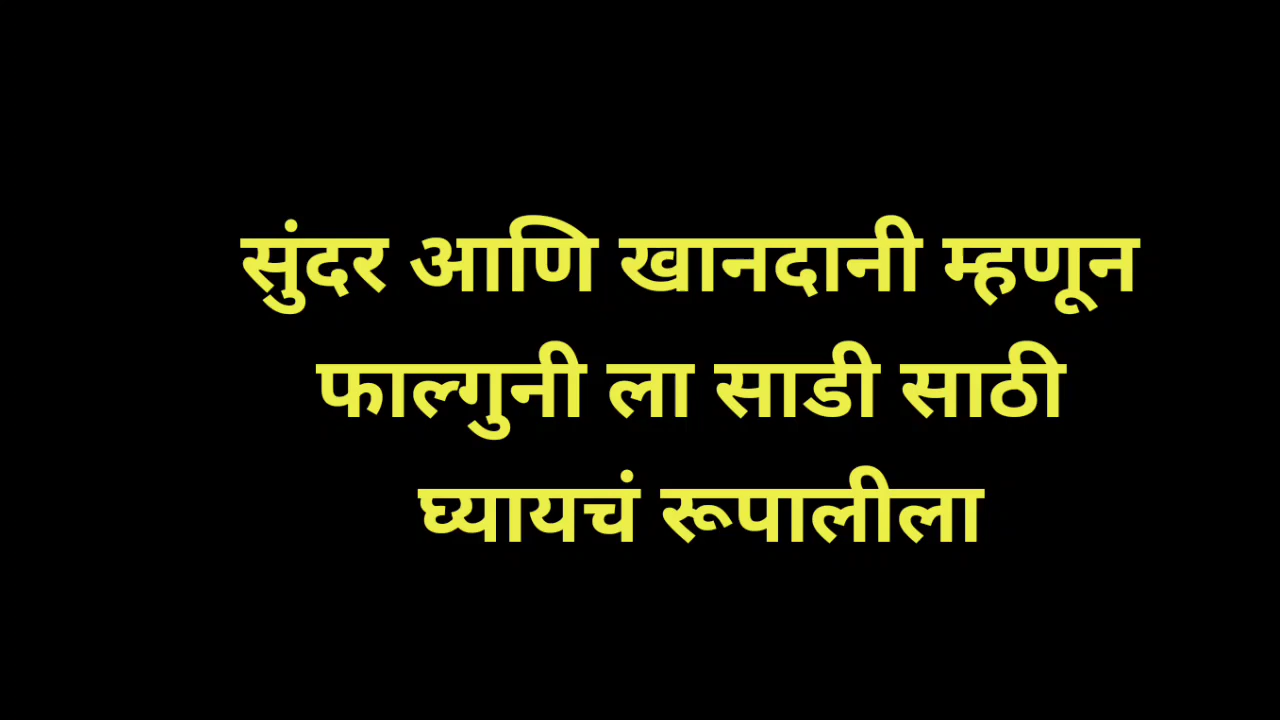 सुंदर आणि खानदानी म्हणून
फाल्गुनी ला साडी साठी
घ्यायचं रूपालीला